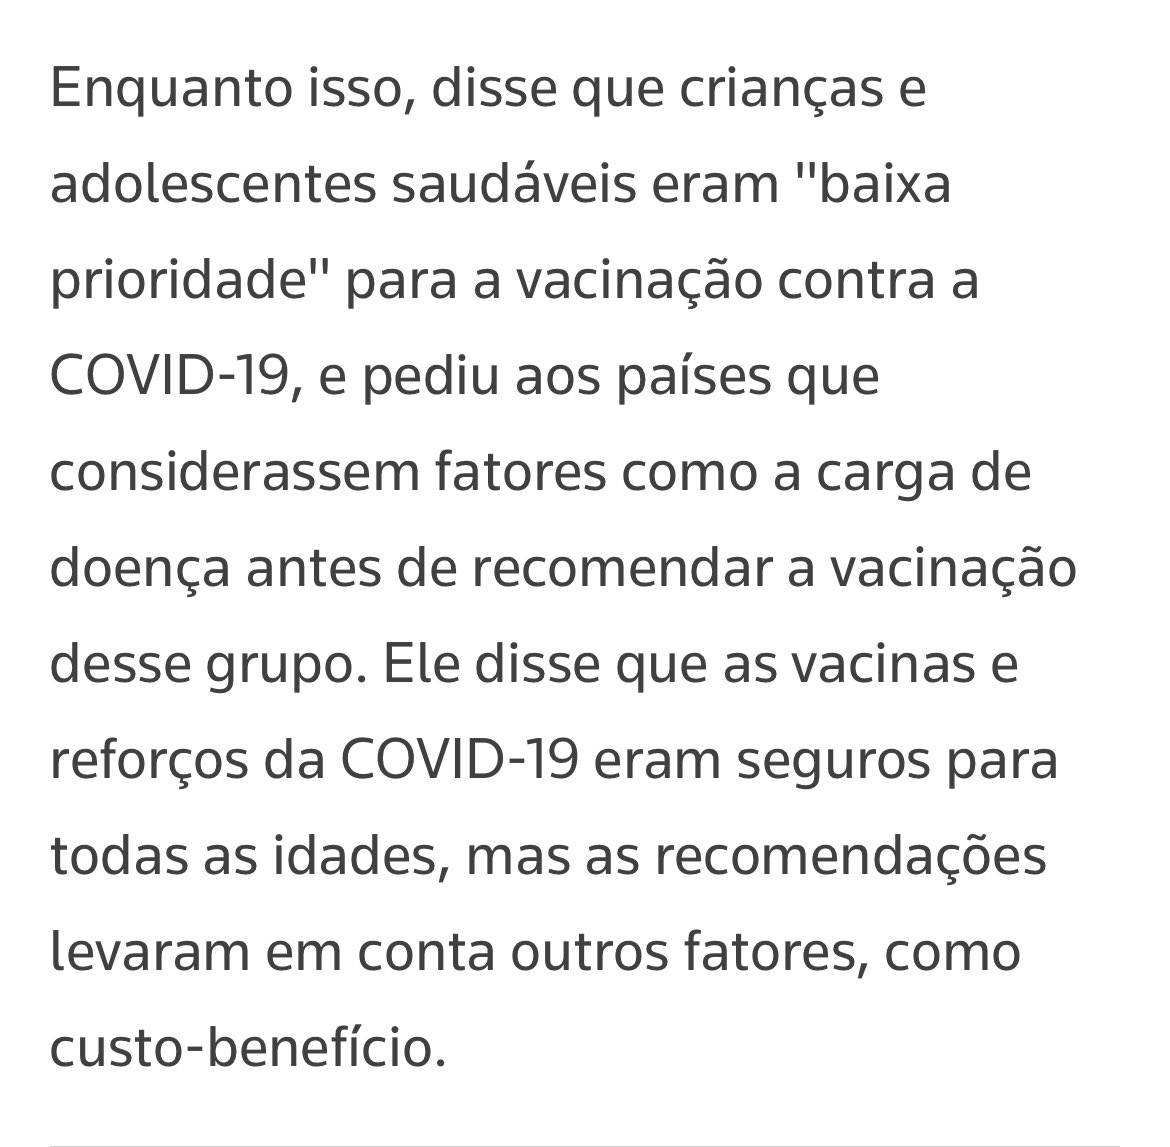 Enquanto isso, disse que crianças e
adolescentes saudáveis eram "baixa
prioridade" para a vacinação contra a
COVID-19, e pediu aos países que
considerassem fatores como a carga de
doença antes de recomendar a vacinação
desse grupo. Ele disse que as vacinas e
reforços da COVID-19 eram seguros para
todas as idades, mas as recomendações
levaram em conta outros fatores, como
custo-benefício.